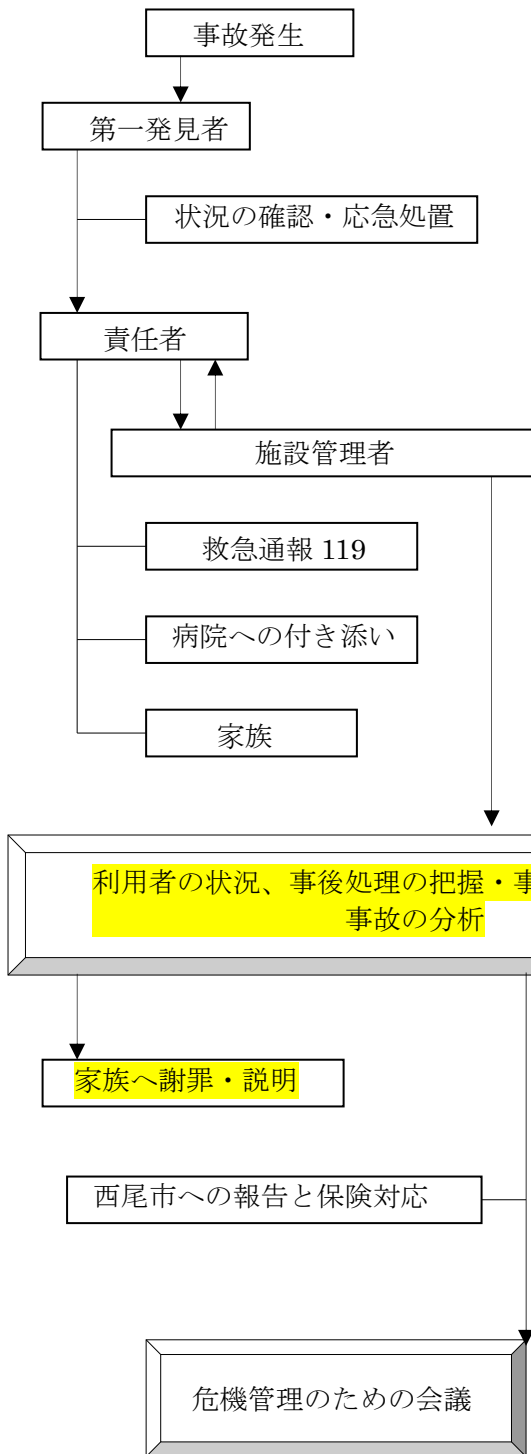 事故発生
第一発見者
状況の確認・応急処置
責任者
施設管理者
救急通報 119
病院への付き添い
家族
利用者の状況、事後処理の把握・事
事故の分析
家族へ謝罪・説明
西尾市への報告と保険対応
危機管理のための会議